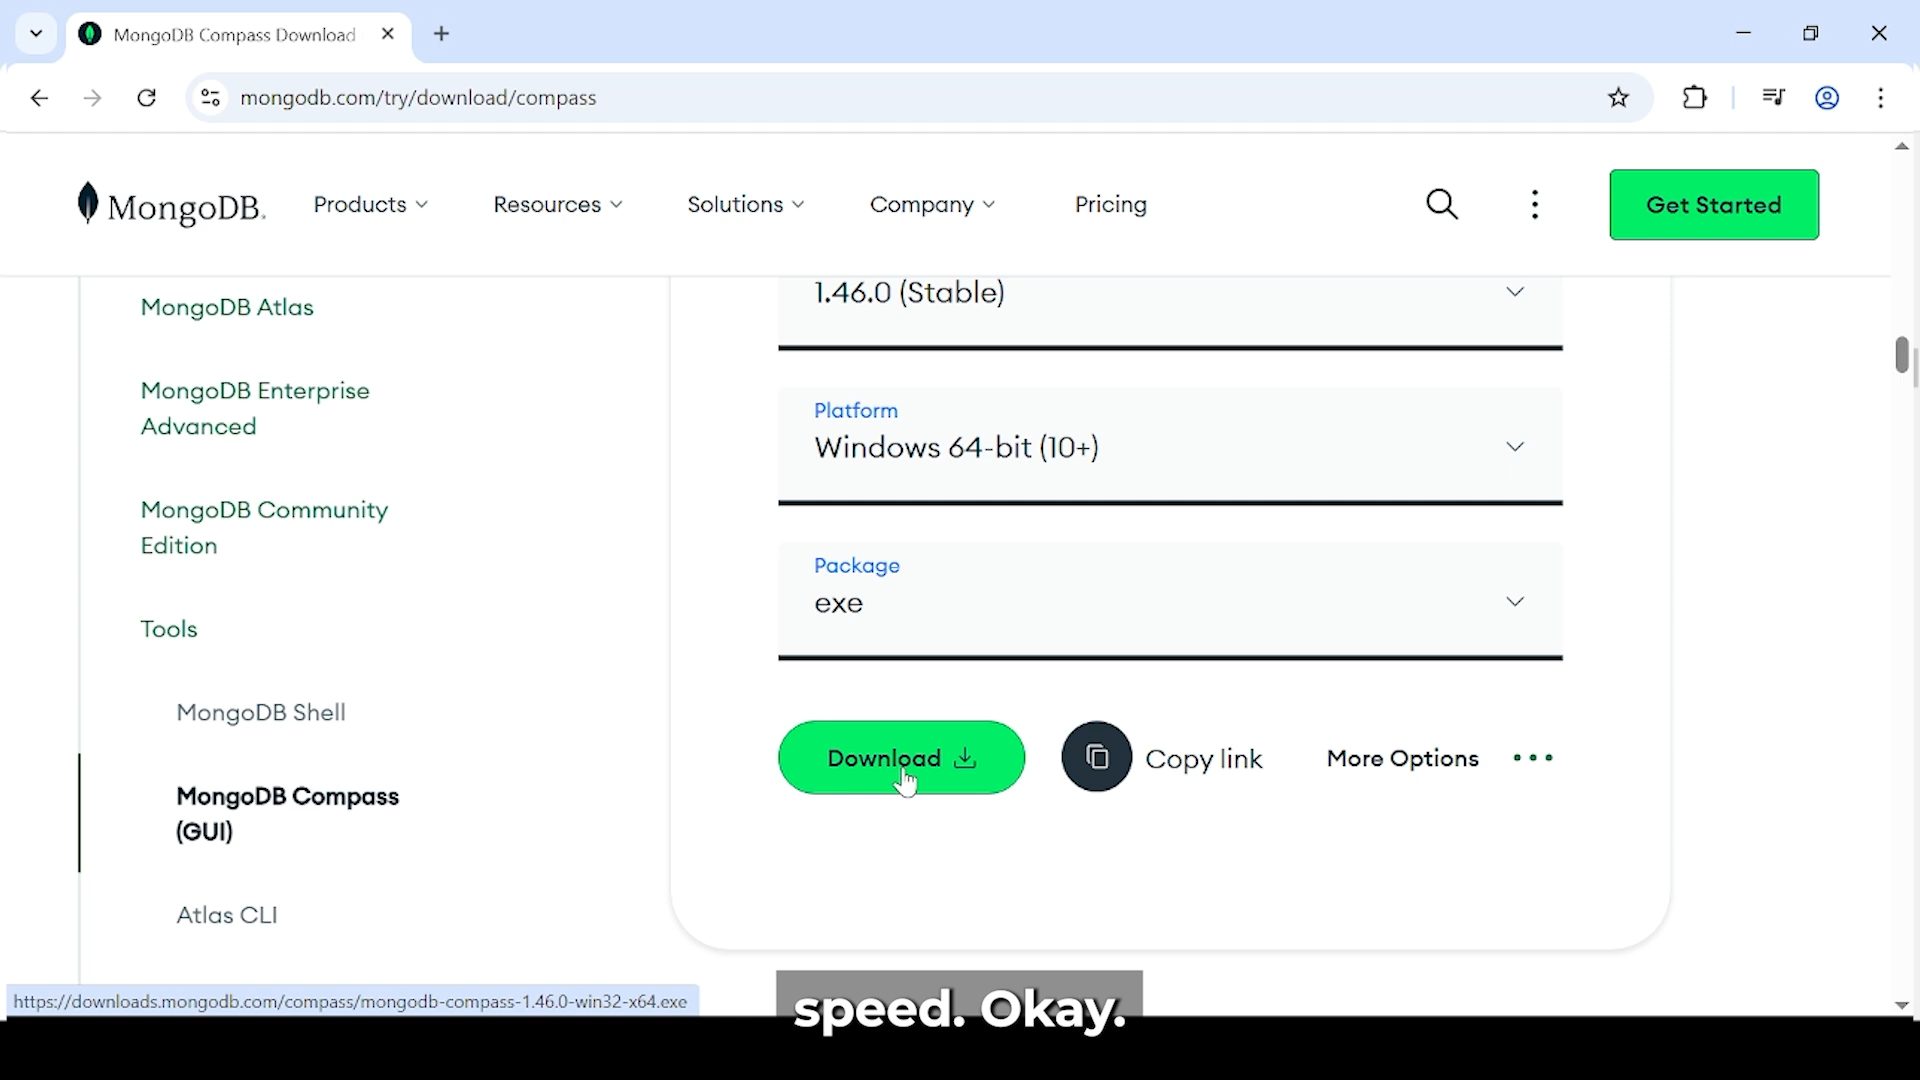 MongoDB Compass Download
mongodb.com/try/download/compass
MongoDB.
Products
Resources
Solutions
Company
Pricing
Get Started
MongoDB Atlas
MongoDB Enterprise
Advanced
MongoDB Community
Edition
Tools
MongoDB Shell
MongoDB Compass
(GUI)
Atlas CLI
1.46.0 (Stable)
Platform
Windows 64-bit (10+)
Package
exe
Download
Copy link
More Options
https://downloads.mongodb.com/compass/mongodb-compass-1.46.0-win32-x64.exe
speed. Okay.